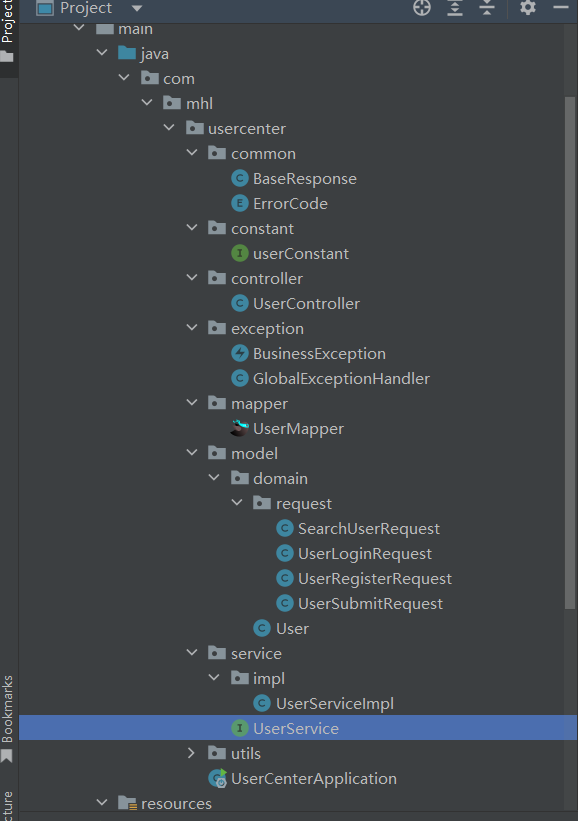 Project
Project
main
java
com
mhl
usercenter
common
BaseResponse
ErrorCode
constant
userConstant
controller
UserController
exception
BusinessException
GlobalExceptionHandler
mapper
UserMapper
model
domain
request
SearchUserRequest
UserLoginRequest
UserRegisterRequest
UserSubmitRequest
User
service
impl
UserServiceImpl
UserService
utils
UserCenterApplication
resources
Bookmarks